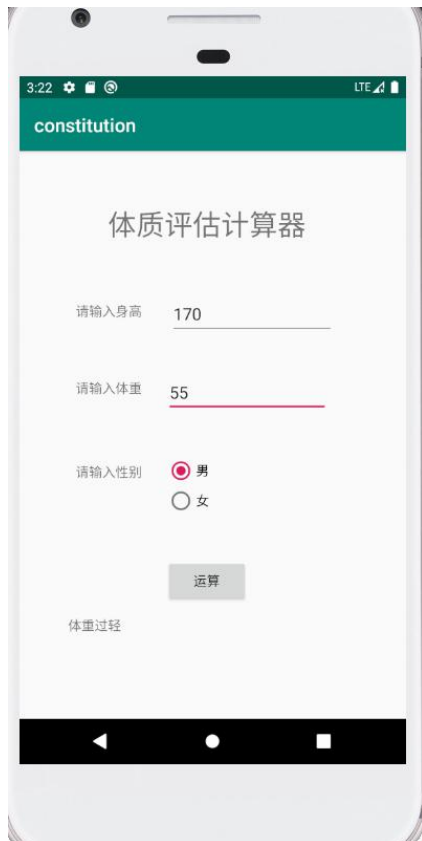 3:22
LTE
constitution
体质评估计算器
请输入身高 170
请输入体重 55
请输入性别 男
女
运算
体重过轻